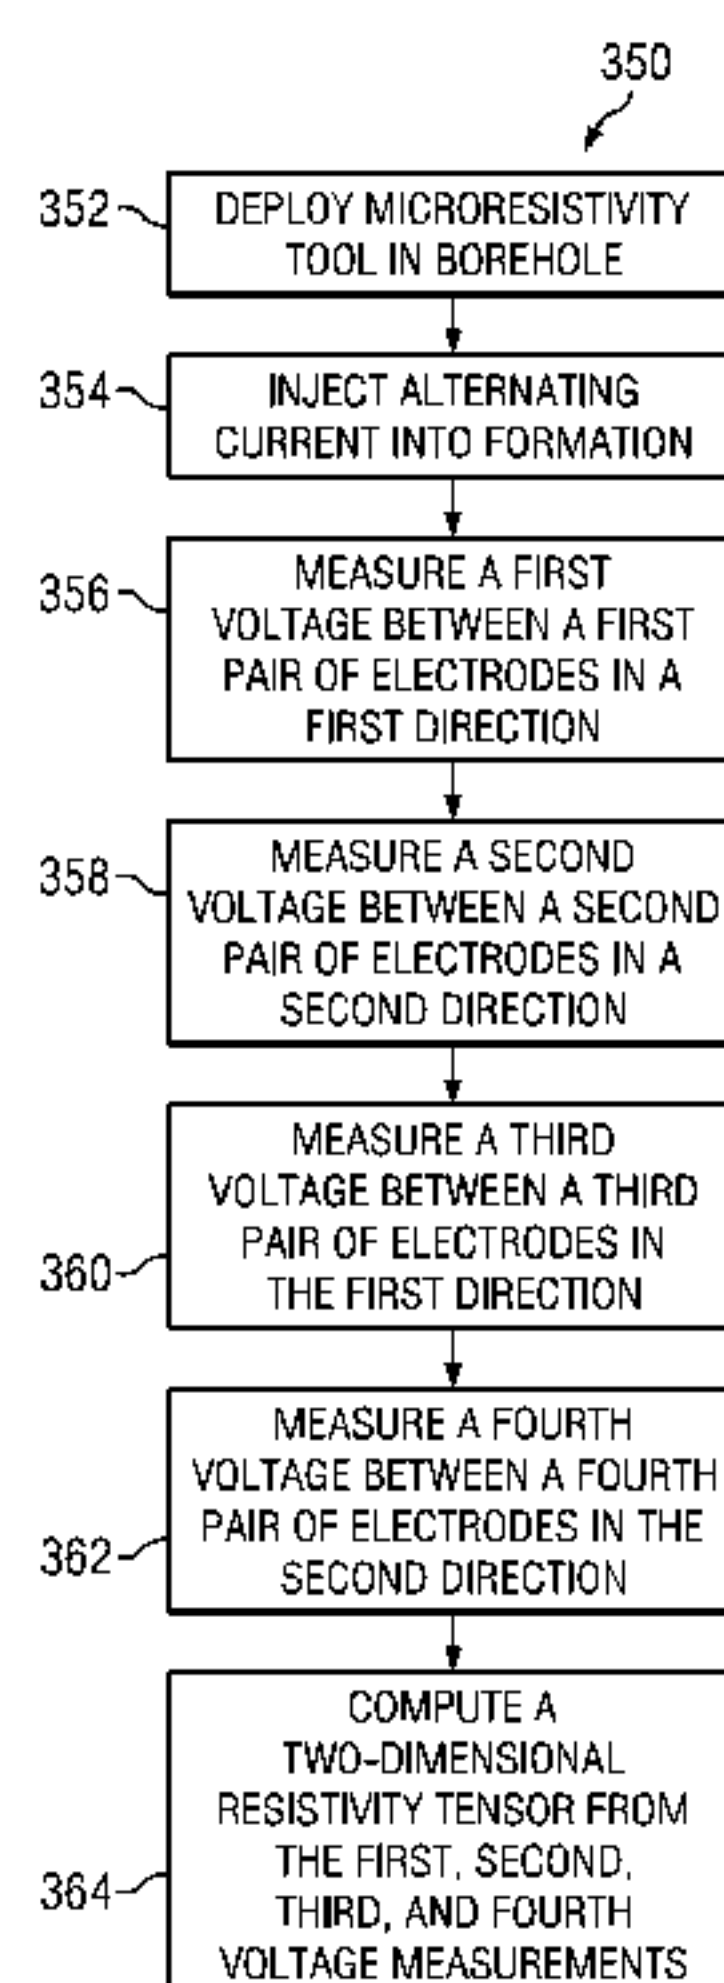 350
352
DEPLOY MICRORESISTIVITY
TOOL IN BOREHOLE
354
INJECT ALTERNATING
CURRENT INTO FORMATION
356
MEASURE A FIRST
VOLTAGE BETWEEN A FIRST
PAIR OF ELECTRODES IN A
FIRST DIRECTION
358
MEASURE A SECOND
VOLTAGE BETWEEN A SECOND
PAIR OF ELECTRODES IN A
SECOND DIRECTION
360
MEASURE A THIRD
VOLTAGE BETWEEN A THIRD
PAIR OF ELECTRODES IN
THE FIRST DIRECTION
362
MEASURE A FOURTH
VOLTAGE BETWEEN A FOURTH
PAIR OF ELECTRODES IN THE
SECOND DIRECTION
364
COMPUTE A
TWO-DIMENSIONAL
RESISTIVITY TENSOR FROM
THE FIRST, SECOND,
THIRD, AND FOURTH
VOLTAGE MEASUREMENTS